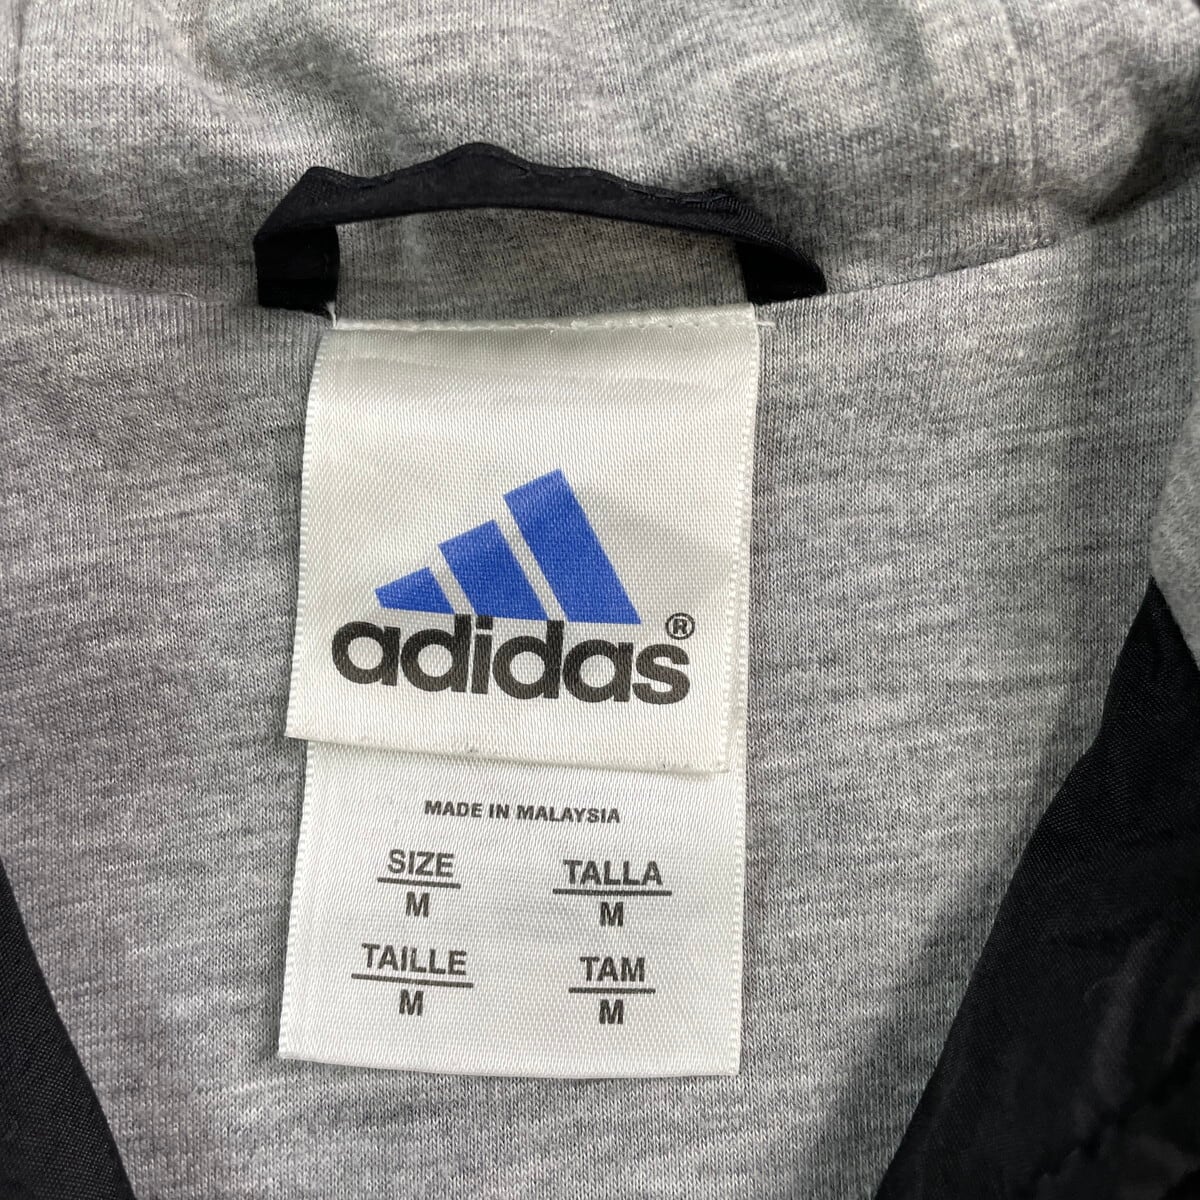 adidas®
MADE IN MALAYSIA
SIZE TALLA
M M
TAILLE TAM
M M